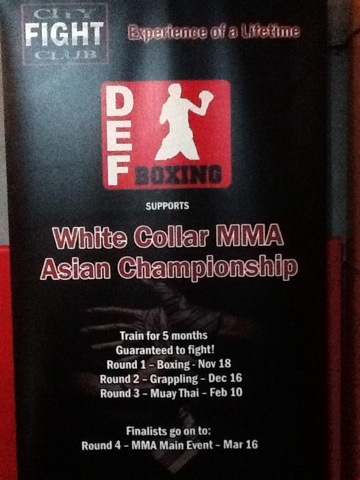 CITY
FIGHT
CLUB
Experience of a Lifetime
DEF
BOXING
SUPPORTS
White Collar MMA
Asian Championship
Train for 5 months
Guaranteed to fight!
Round 1 – Boxing - Nov 18
Round 2 – Grappling – Dec 16
Round 3 – Muay Thai – Feb 10
Finalists go on to:
Round 4 – MMA Main Event – Mar 16